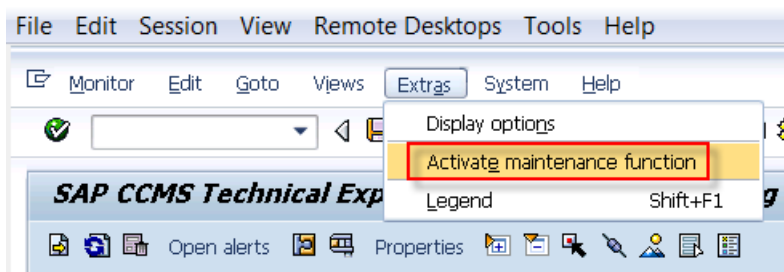 File Edit Session View Remote Desktops Tools Help
Monitor Edit Goto Views Extras System Help
Display options
Activate maintenance function
SAP CCMS Technical Exp
g
Legend Shift+F1
Open alerts Properties